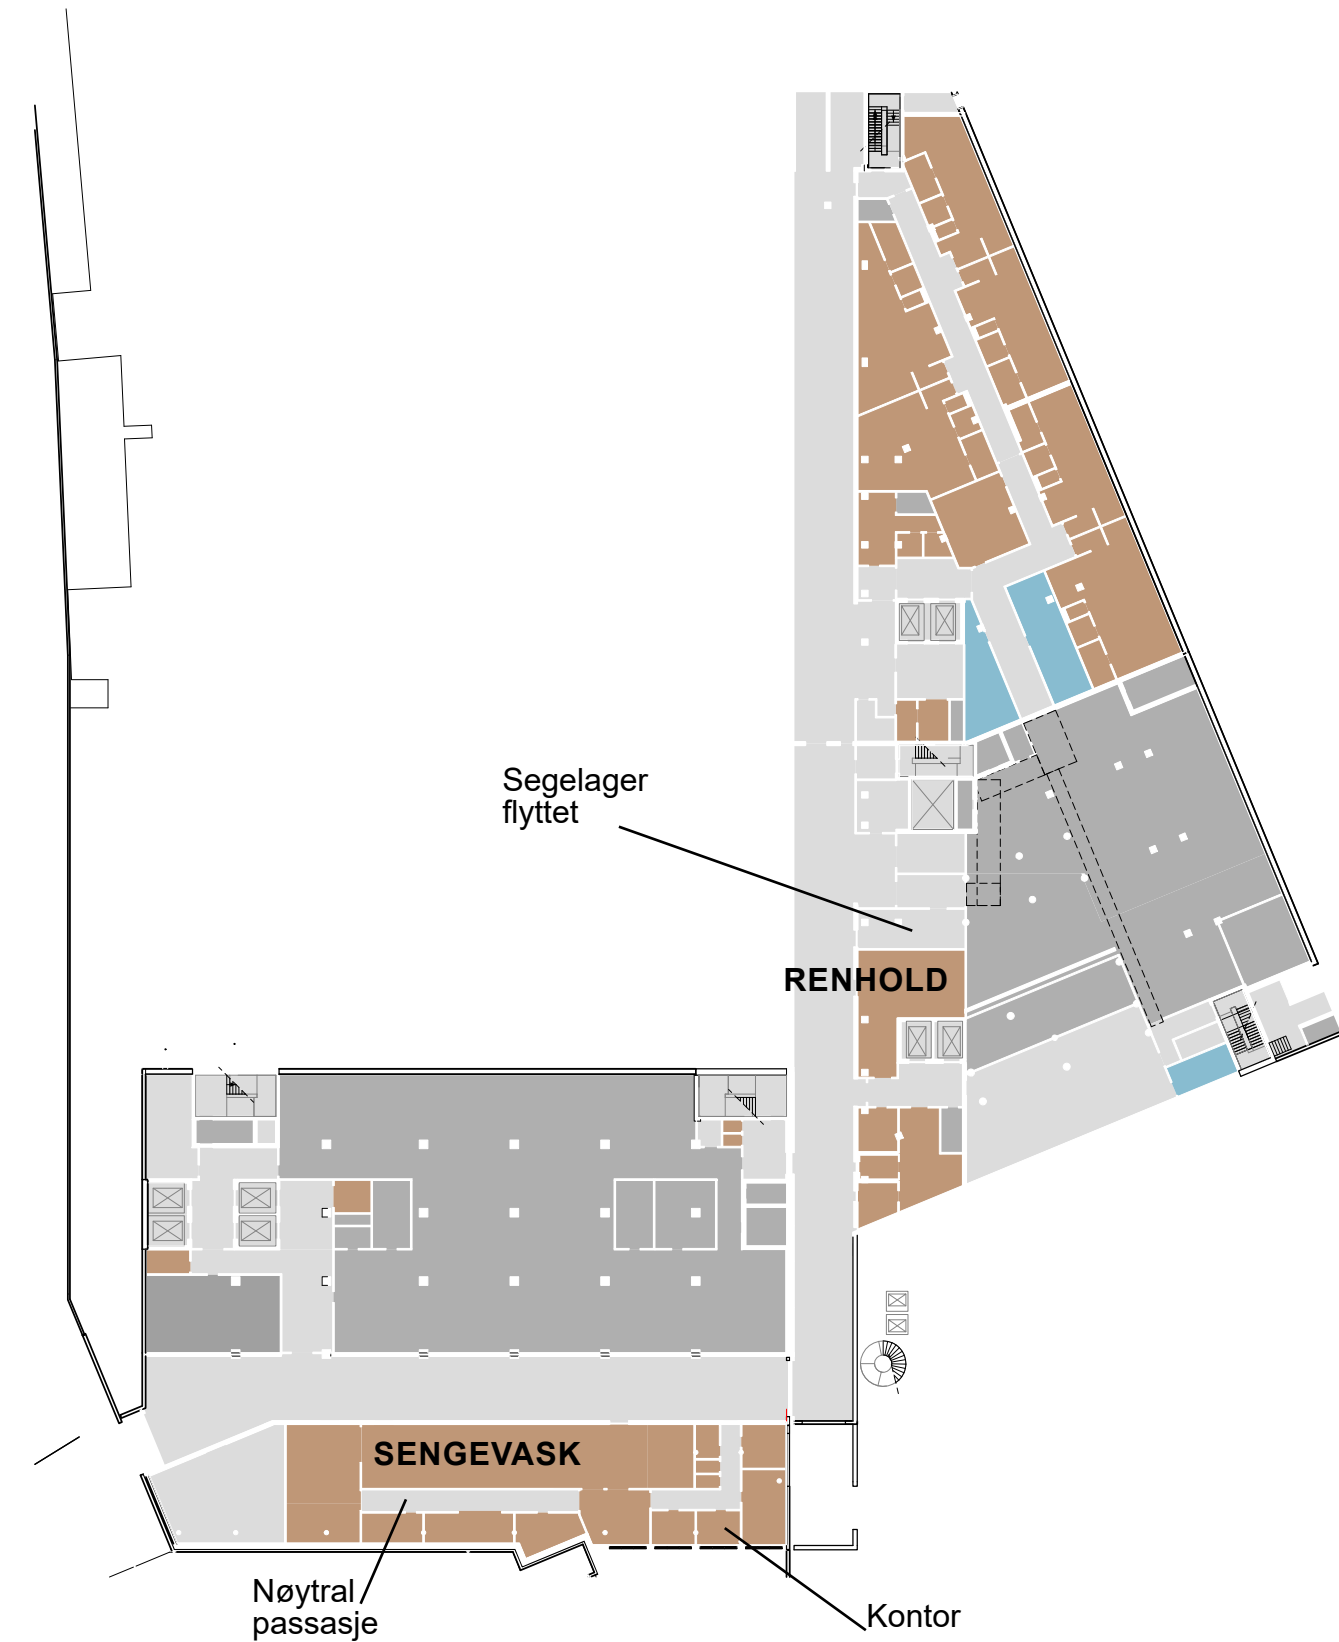 Segelager
flyttet
RENHOLD
SENGEVASK
Nøytral
passasje
Kontor